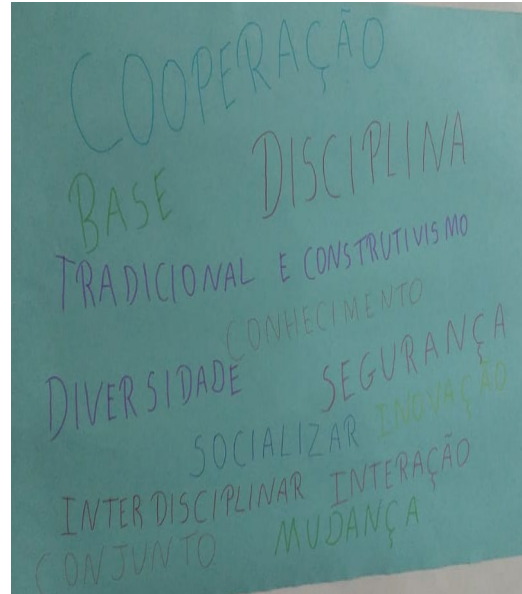 COOPERAÇÃO
BASE DISCIPLINA
TRADICIONAL E CONSTRUTIVISMO
CONHECIMENTO
DIVERSIDADE SEGURANÇA
SOCIALIZAR INOVAÇÃO
INTERDISCIPLINAR INTERAÇÃO
CONJUNTO MUDANÇA